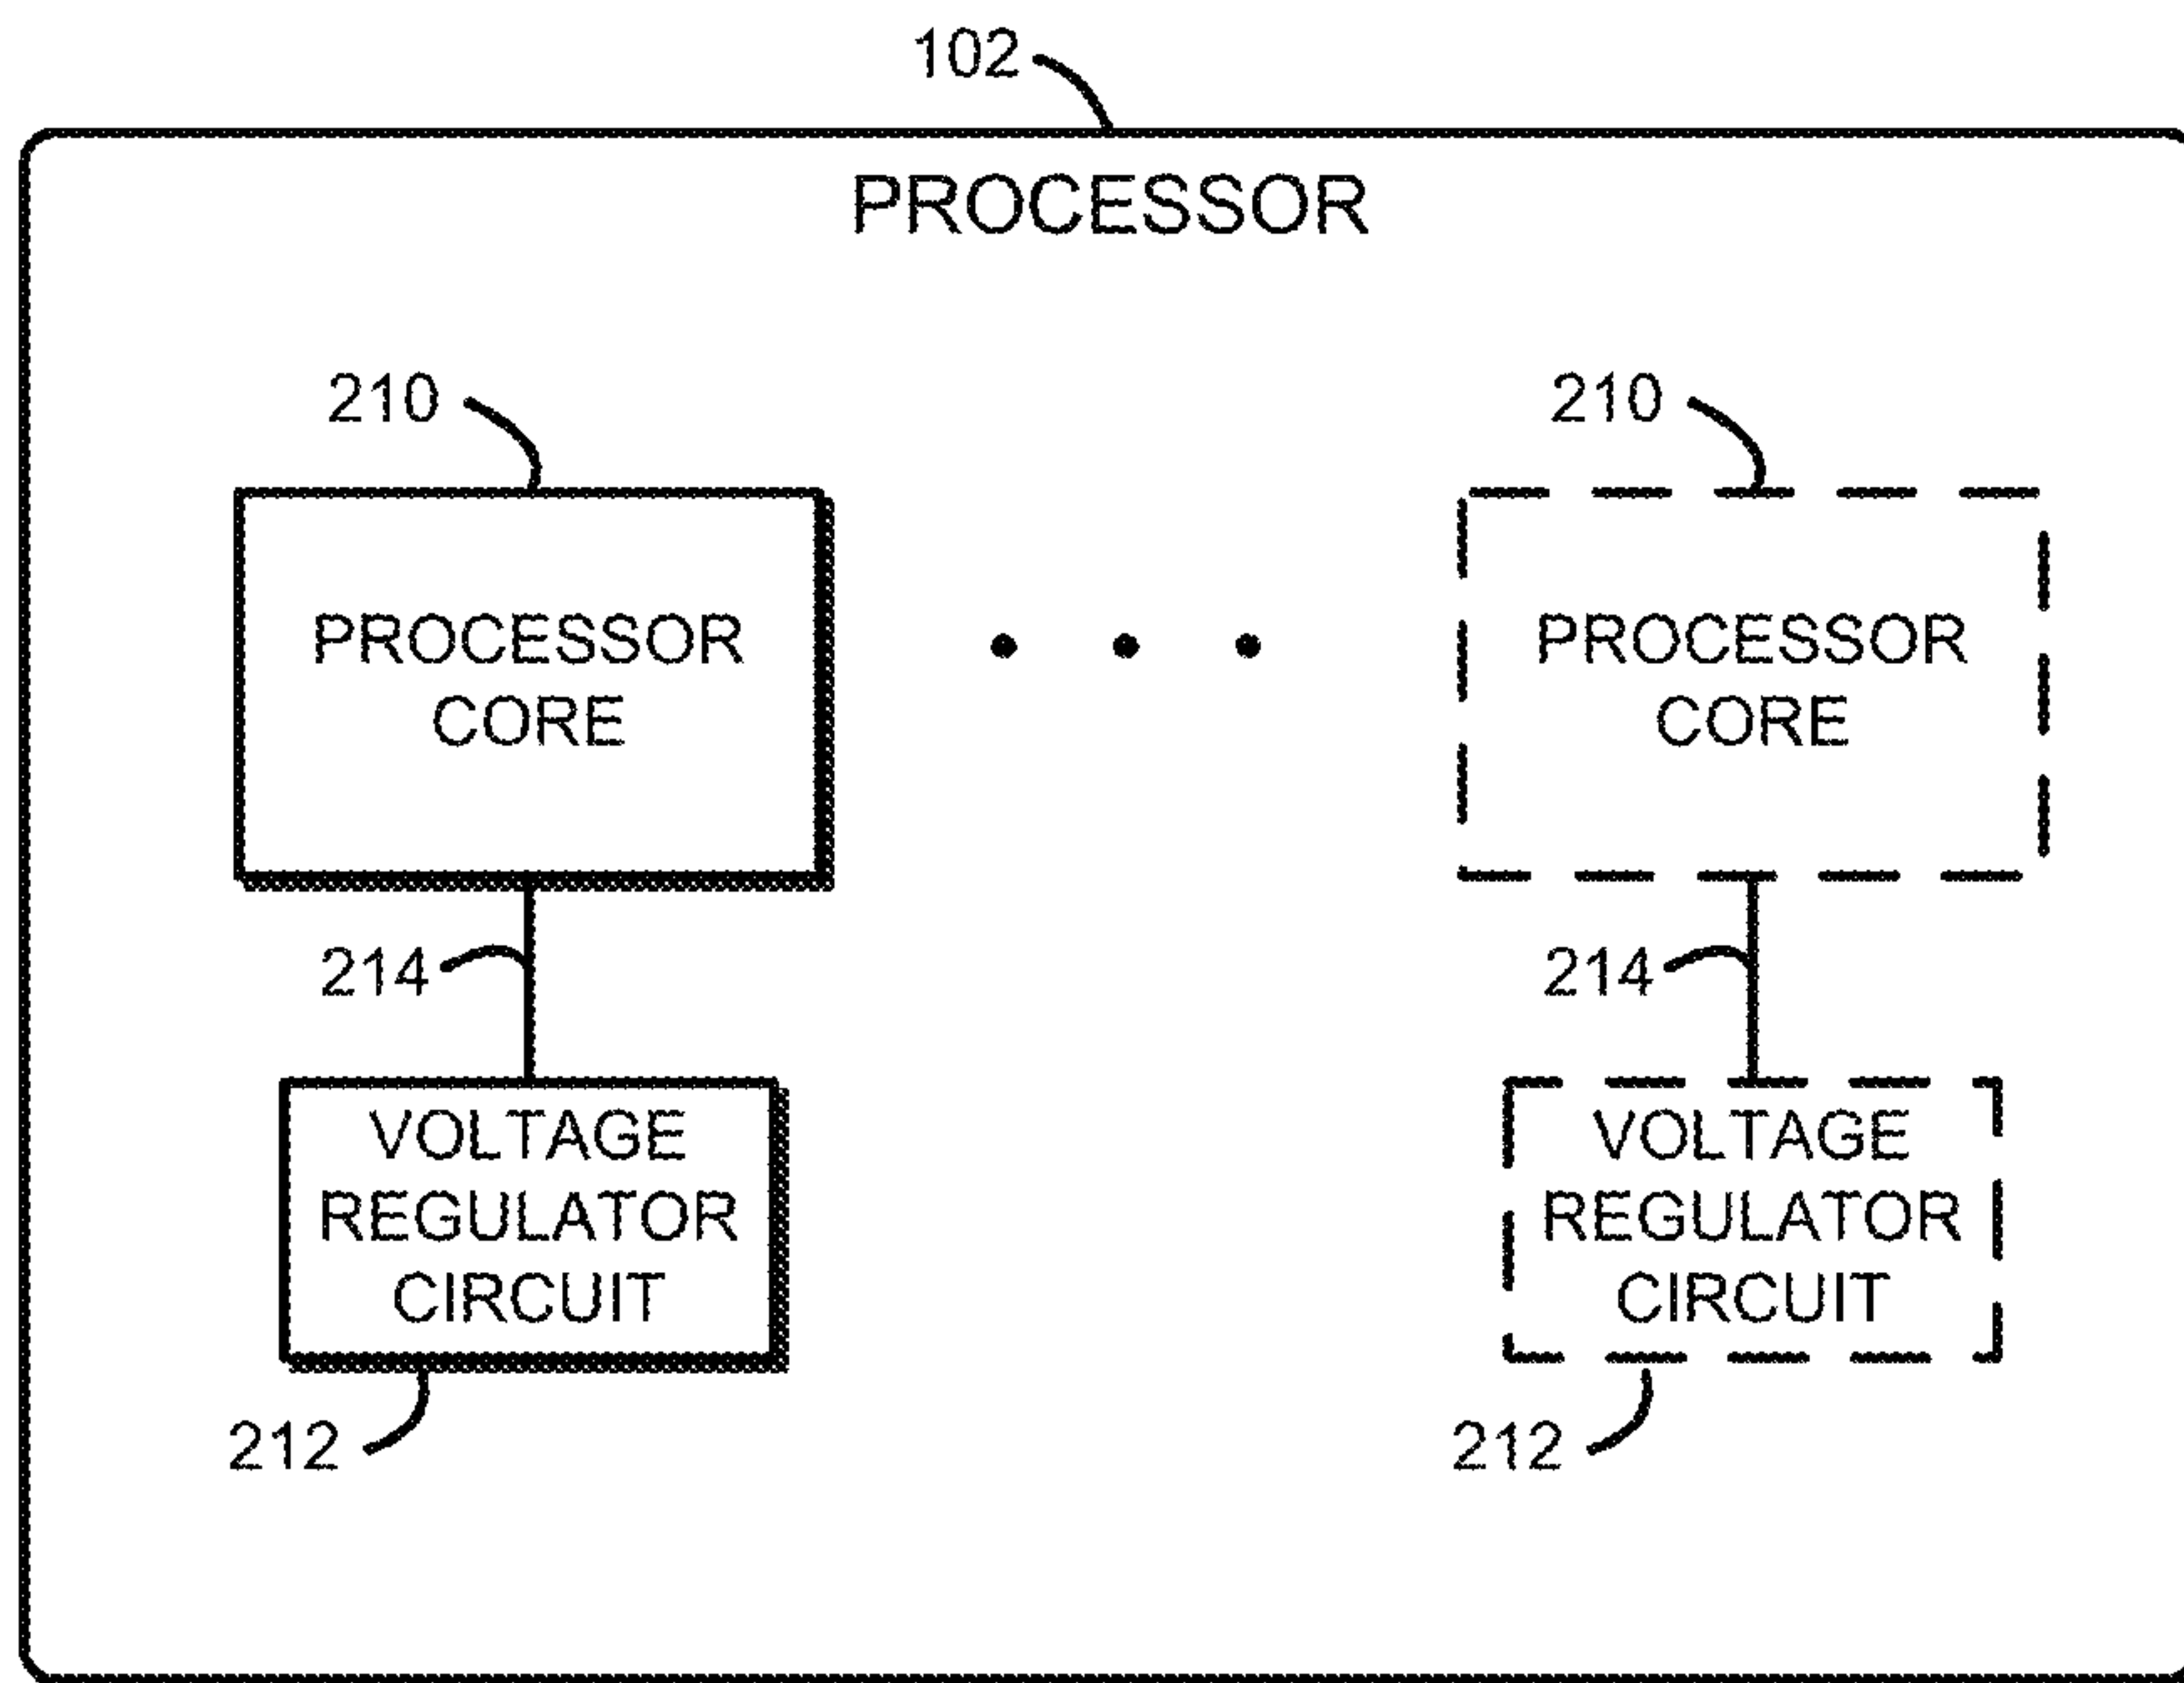 102
PROCESSOR
210
210
PROCESSOR
CORE
PROCESSOR
CORE
214
214
VOLTAGE
REGULATOR
CIRCUIT
VOLTAGE
REGULATOR
CIRCUIT
212
212